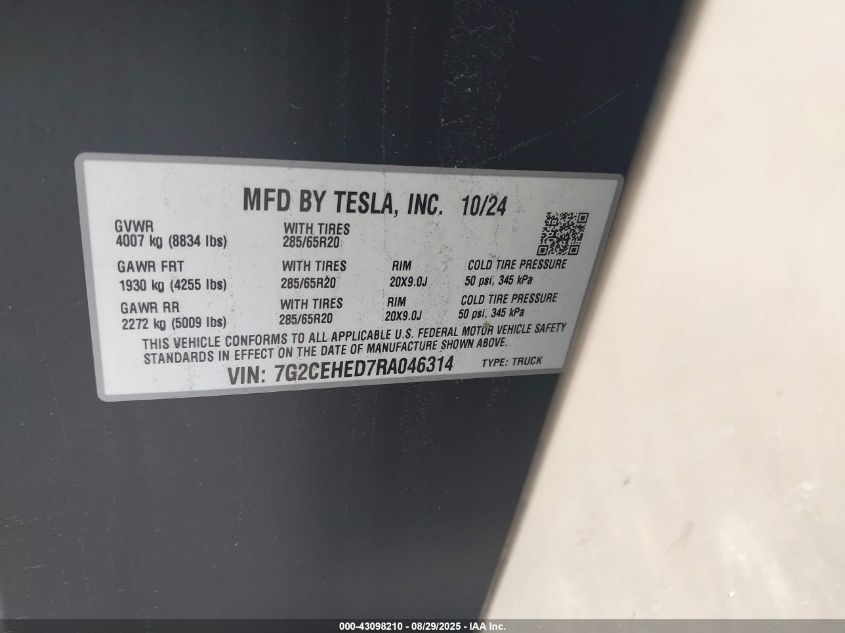 MFD BY TESLA, INC. 10/24
GVWR WITH TIRES
4007 kg (8834 lbs) 285/65R20
GAWR FRT WITH TIRES RIM COLD TIRE PRESSURE
1930 kg (4255 lbs) 285/65R20 20X9.0J 50 psi, 345 kPa
GAWR RR WITH TIRES RIM COLD TIRE PRESSURE
2272 kg (5009 lbs) 285/65R20 20X9.0J 50 psi, 345 kPa
THIS VEHICLE CONFORMS TO ALL APPLICABLE U.S. FEDERAL MOTOR VEHICLE SAFETY
STANDARDS IN EFFECT ON THE DATE OF MANUFACTURE SHOWN ABOVE.
VIN: 7G2CEHED7RA046314 TYPE: TRUCK
000-43098210 - 08/29/2025 - IAA Inc.